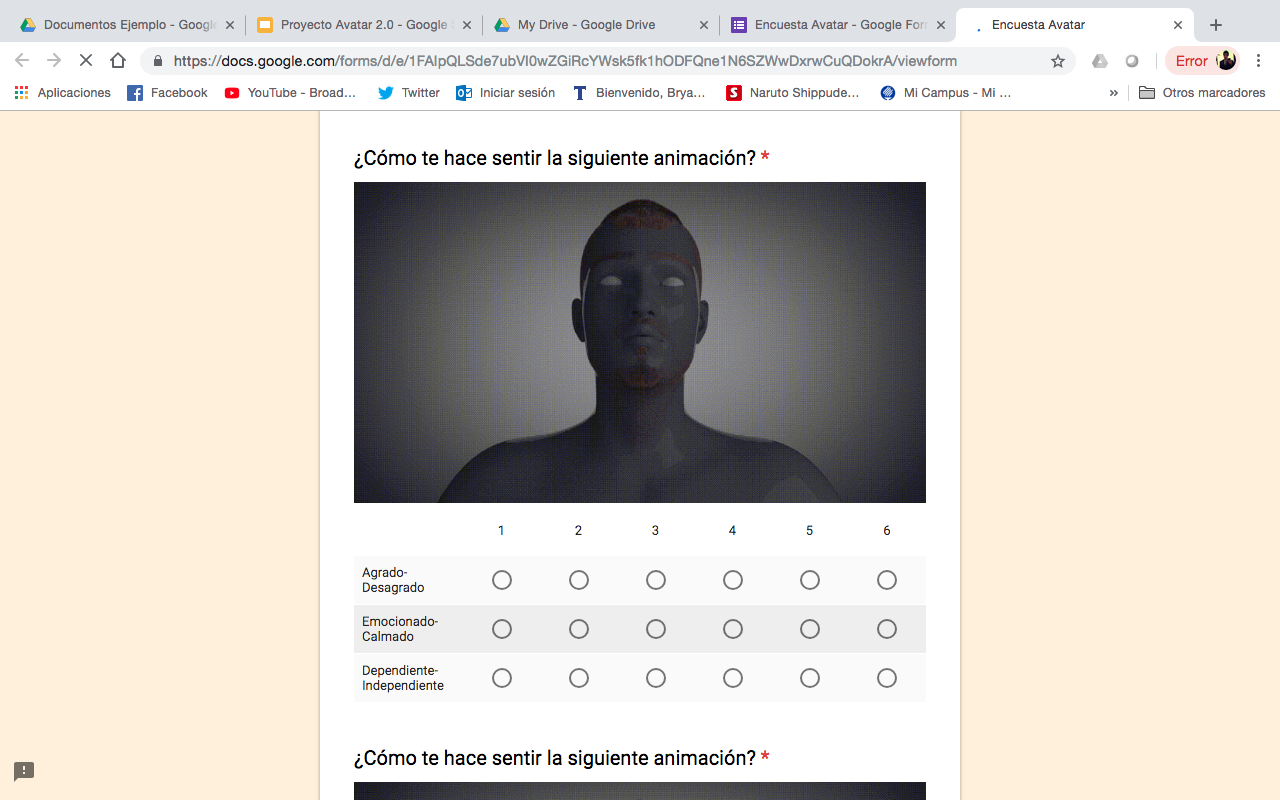 Documentos Ejemplo - Google
Proyecto Avatar 2.0 - Google S
My Drive - Google Drive
Encuesta Avatar - Google For
Encuesta Avatar
https://docs.google.com/forms/d/e/1FAIpQLSde7ubVI0wZGiRcYWsk5fk1hODFQne1N6SZWwDxrwCuQDokrA/viewform
Error
Aplicaciones
Facebook
YouTube - Broad...
Twitter
Iniciar sesión
Bienvenido, Brya...
Naruto Shippude...
Mi Campus - Mi ...
»
Otros marcadores
¿Cómo te hace sentir la siguiente animación? *
1 2 3 4 5 6
Agrado-
Desagrado
Emocionado-
Calmado
Dependiente-
Independiente
¿Cómo te hace sentir la siguiente animación? *